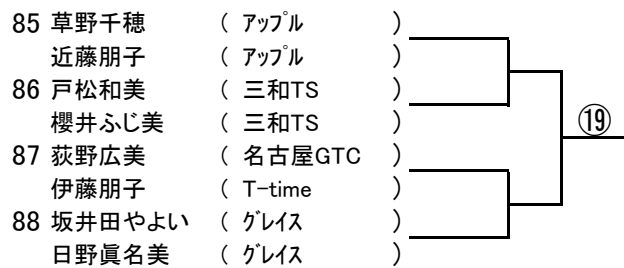 85 草野千穂 ( アップル )
近藤朋子 ( アップル )
86 戸松和美 ( 三和TS )
櫻井ふじ美 ( 三和TS )
⑲
87 荻野広美 ( 名古屋GTC )
伊藤朋子 ( T-time )
88 坂井田やよい ( グレイス )
日野眞名美 ( グレイス )